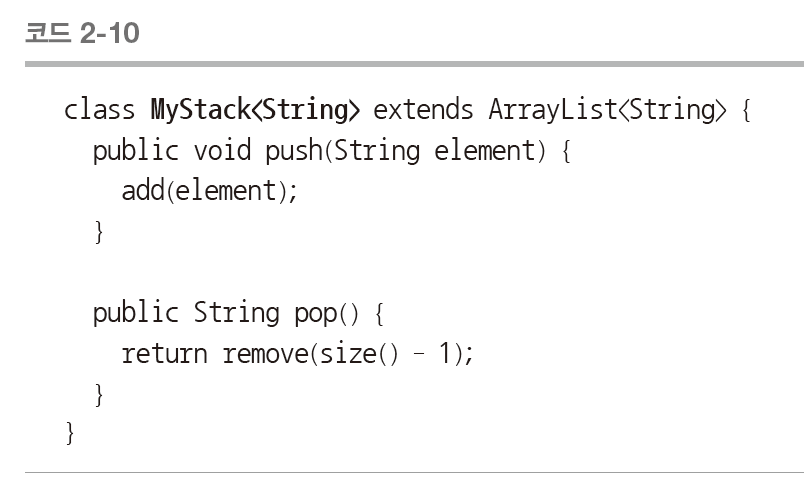 코드 2-10
class MyStack<String> extends ArrayList<String> {
public void push(String element) {
add(element);
}
public String pop() {
return remove(size() - 1);
}
}